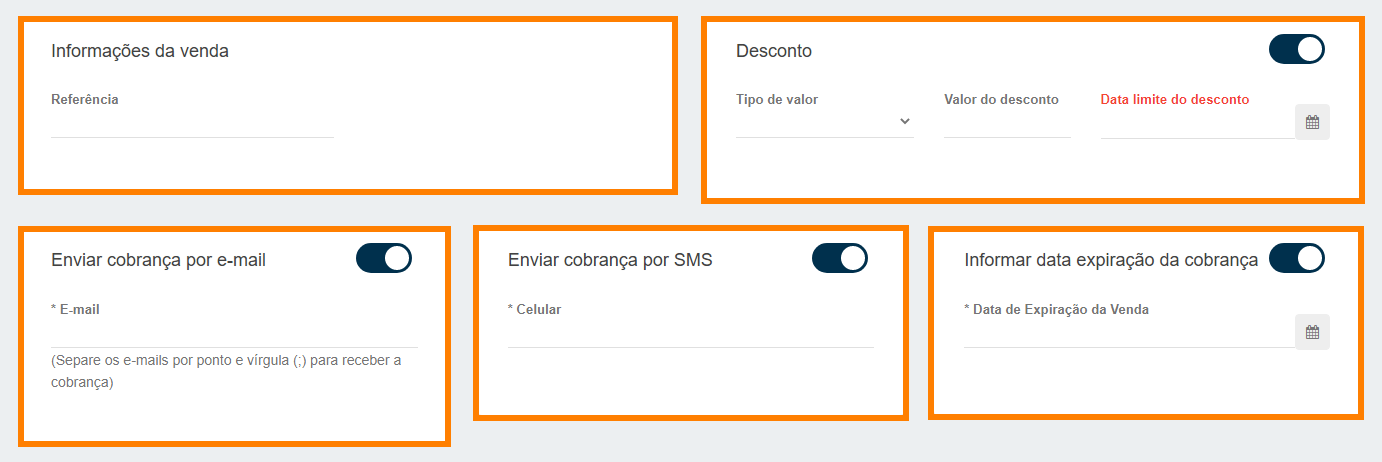 Informações da venda
Referência
Desconto
Tipo de valor
Valor do desconto
Data limite do desconto
Enviar cobrança por e-mail
* E-mail
(Separe os e-mails por ponto e vírgula (;) para receber a
cobrança)
Enviar cobrança por SMS
* Celular
Informar data expiração da cobrança
* Data de Expiração da Venda